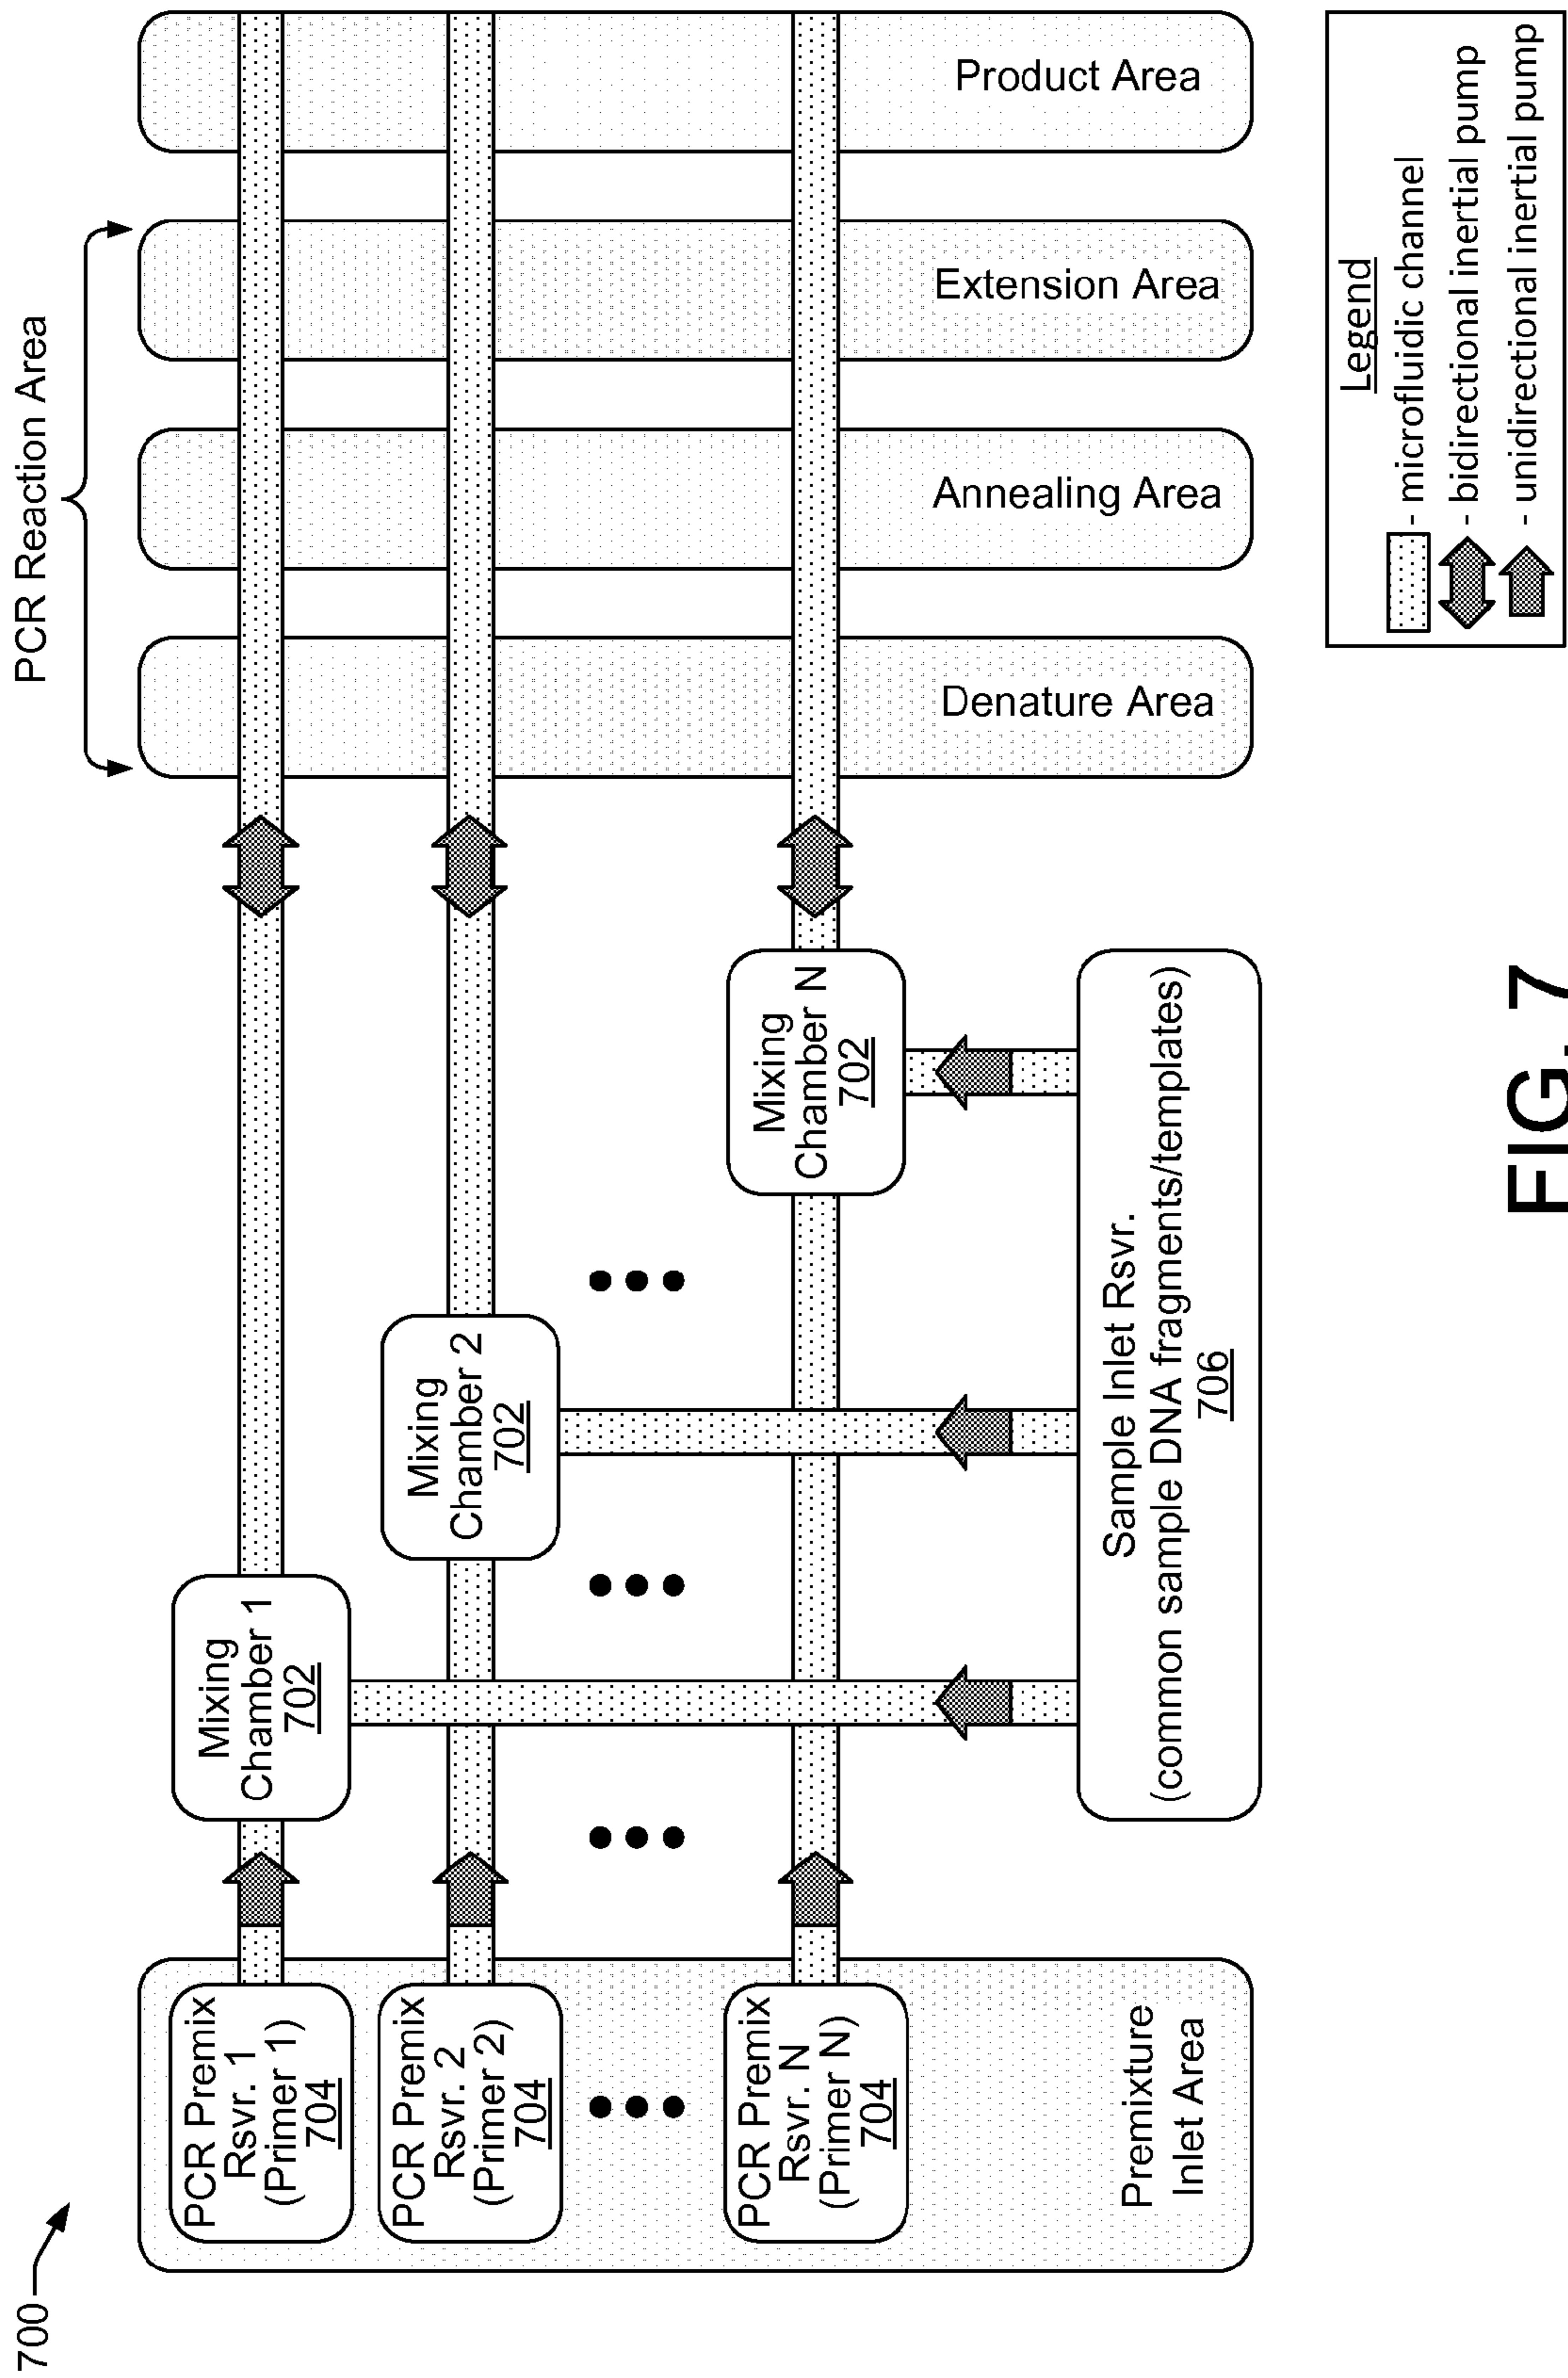 700
PCR Reaction Area
PCR Premix
Rsvr. 1
(Primer 1)
704
PCR Premix
Rsvr. 2
(Primer 2)
704
PCR Premix
Rsvr. N
(Primer N)
704
Premixture
Inlet Area
Mixing
Chamber 1
702
Mixing
Chamber 2
702
Mixing
Chamber N
702
Sample Inlet Rsvr.
(common sample DNA fragments/templates)
706
Denature Area
Annealing Area
Extension Area
Product Area
Legend
- microfluidic channel
- bidirectional inertial pump
- unidirectional inertial pump
FIG. 7